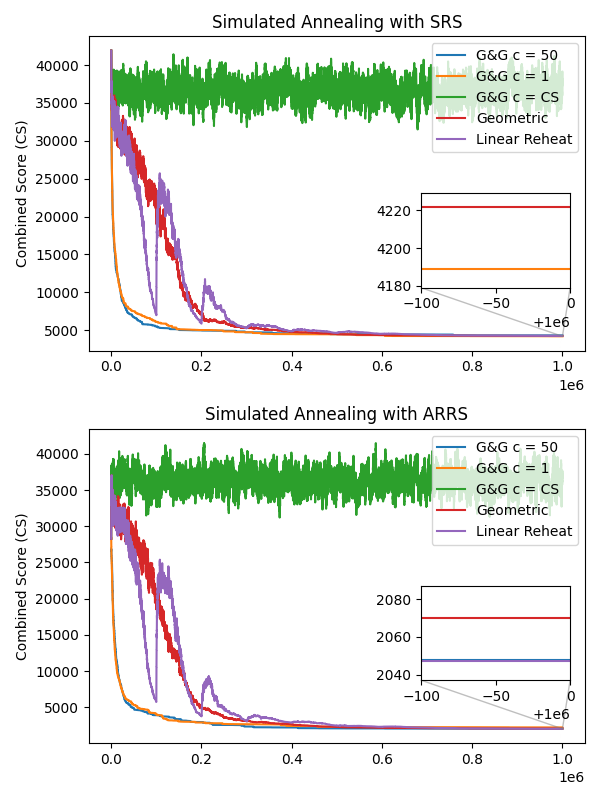 Simulated Annealing with SRS
Combined Score (CS)
40000
35000
30000
25000
20000
15000
10000
5000
G&G c = 50
G&G c = 1
G&G c = CS
Geometric
Linear Reheat
4220
4200
4180
−100
−50
0
+1e6
0.0
0.2
0.4
0.6
0.8
1.0
1e6
Simulated Annealing with ARRS
Combined Score (CS)
40000
35000
30000
25000
20000
15000
10000
5000
G&G c = 50
G&G c = 1
G&G c = CS
Geometric
Linear Reheat
2080
2060
2040
−100
−50
0
+1e6
0.0
0.2
0.4
0.6
0.8
1.0
1e6